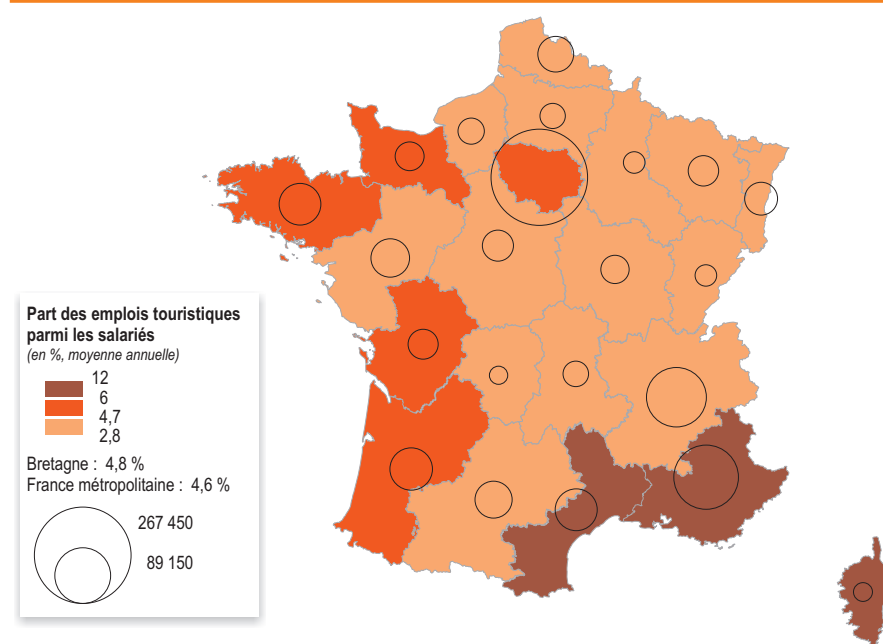 Part des emplois touristiques
parmi les salariés
(en %, moyenne annuelle)
12
6
4,7
2,8
Bretagne : 4,8 %
France métropolitaine : 4,6 %
267 450
89 150